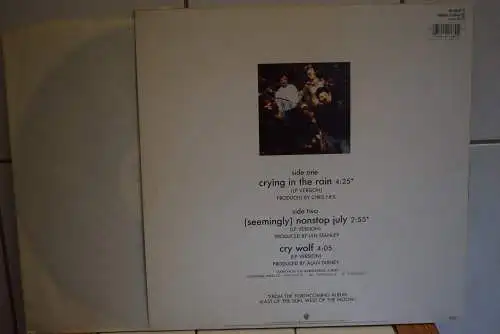 side one
crying in the rain 4:25*
(LP VERSION)
PRODUCED BY CHRIS NEIL
side two
(seemingly) nonstop july 2:55*
(LP VERSION)
PRODUCED BY IAN STANLEY
cry wolf 4:05
(LP VERSION)
PRODUCED BY ALAN TARNEY
*FROM THE FORTHCOMING ALBUM
(EAST OF THE SUN, WEST OF THE MOON)